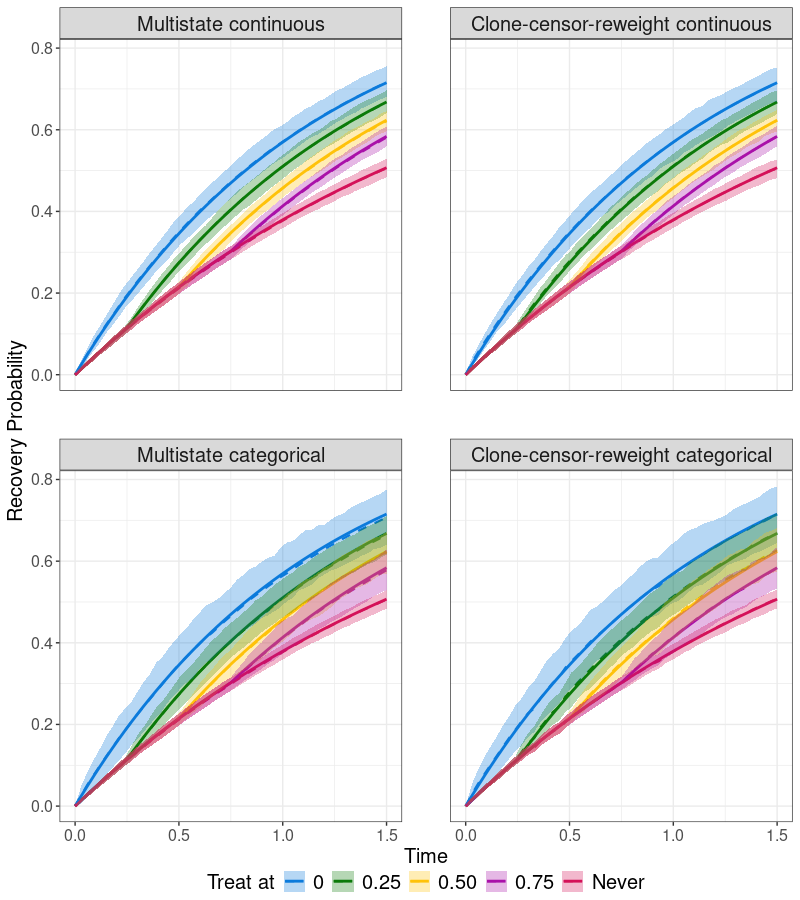 Multistate continuous
Clone-censor-reweight continuous
0.8
0.6
0.4
0.2
0.0
Recovery Probability
Multistate categorical
Clone-censor-reweight categorical
0.8
0.6
0.4
0.2
0.0
0.0 0.5 1.0 1.5
0.0 0.5 1.0 1.5
Time
Treat at 0 0.25 0.50 0.75 Never